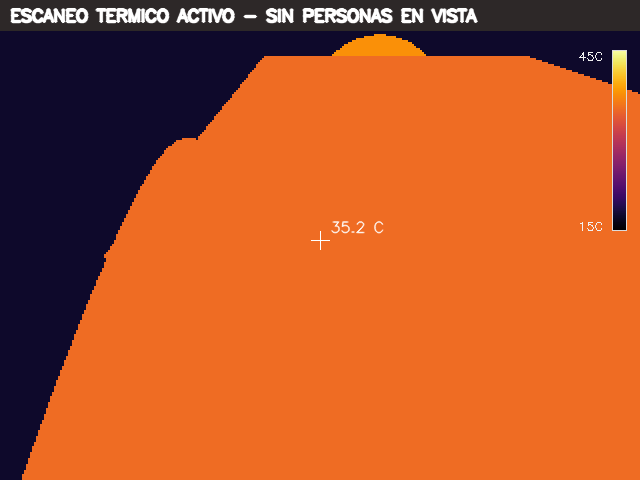 ESCANEO TERMICO ACTIVO – SIN PERSONAS EN VISTA
45C
35.2 C
15C